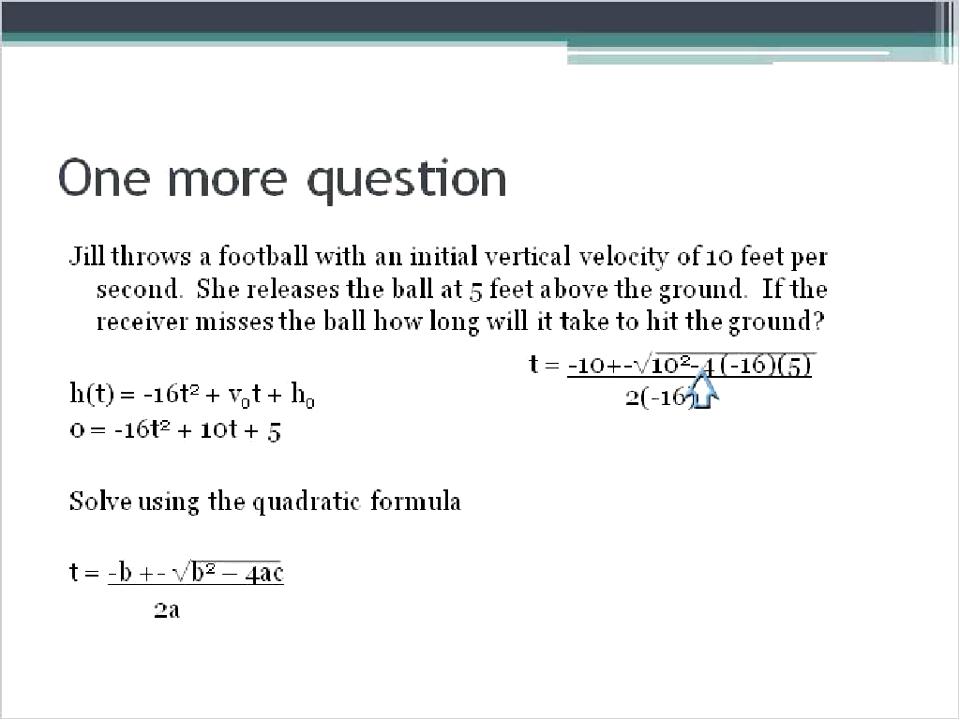 One more question
Jill throws a football with an initial vertical velocity of 10 feet per
second. She releases the ball at 5 feet above the ground. If the
receiver misses the ball how long will it take to hit the ground?
t = -10+-√10²-4(-16)(5)
2(-16)
h(t) = -16t² + v₀t + h₀
0 = -16t² + 10t + 5
Solve using the quadratic formula
t = -b +- √b² – 4ac
2a